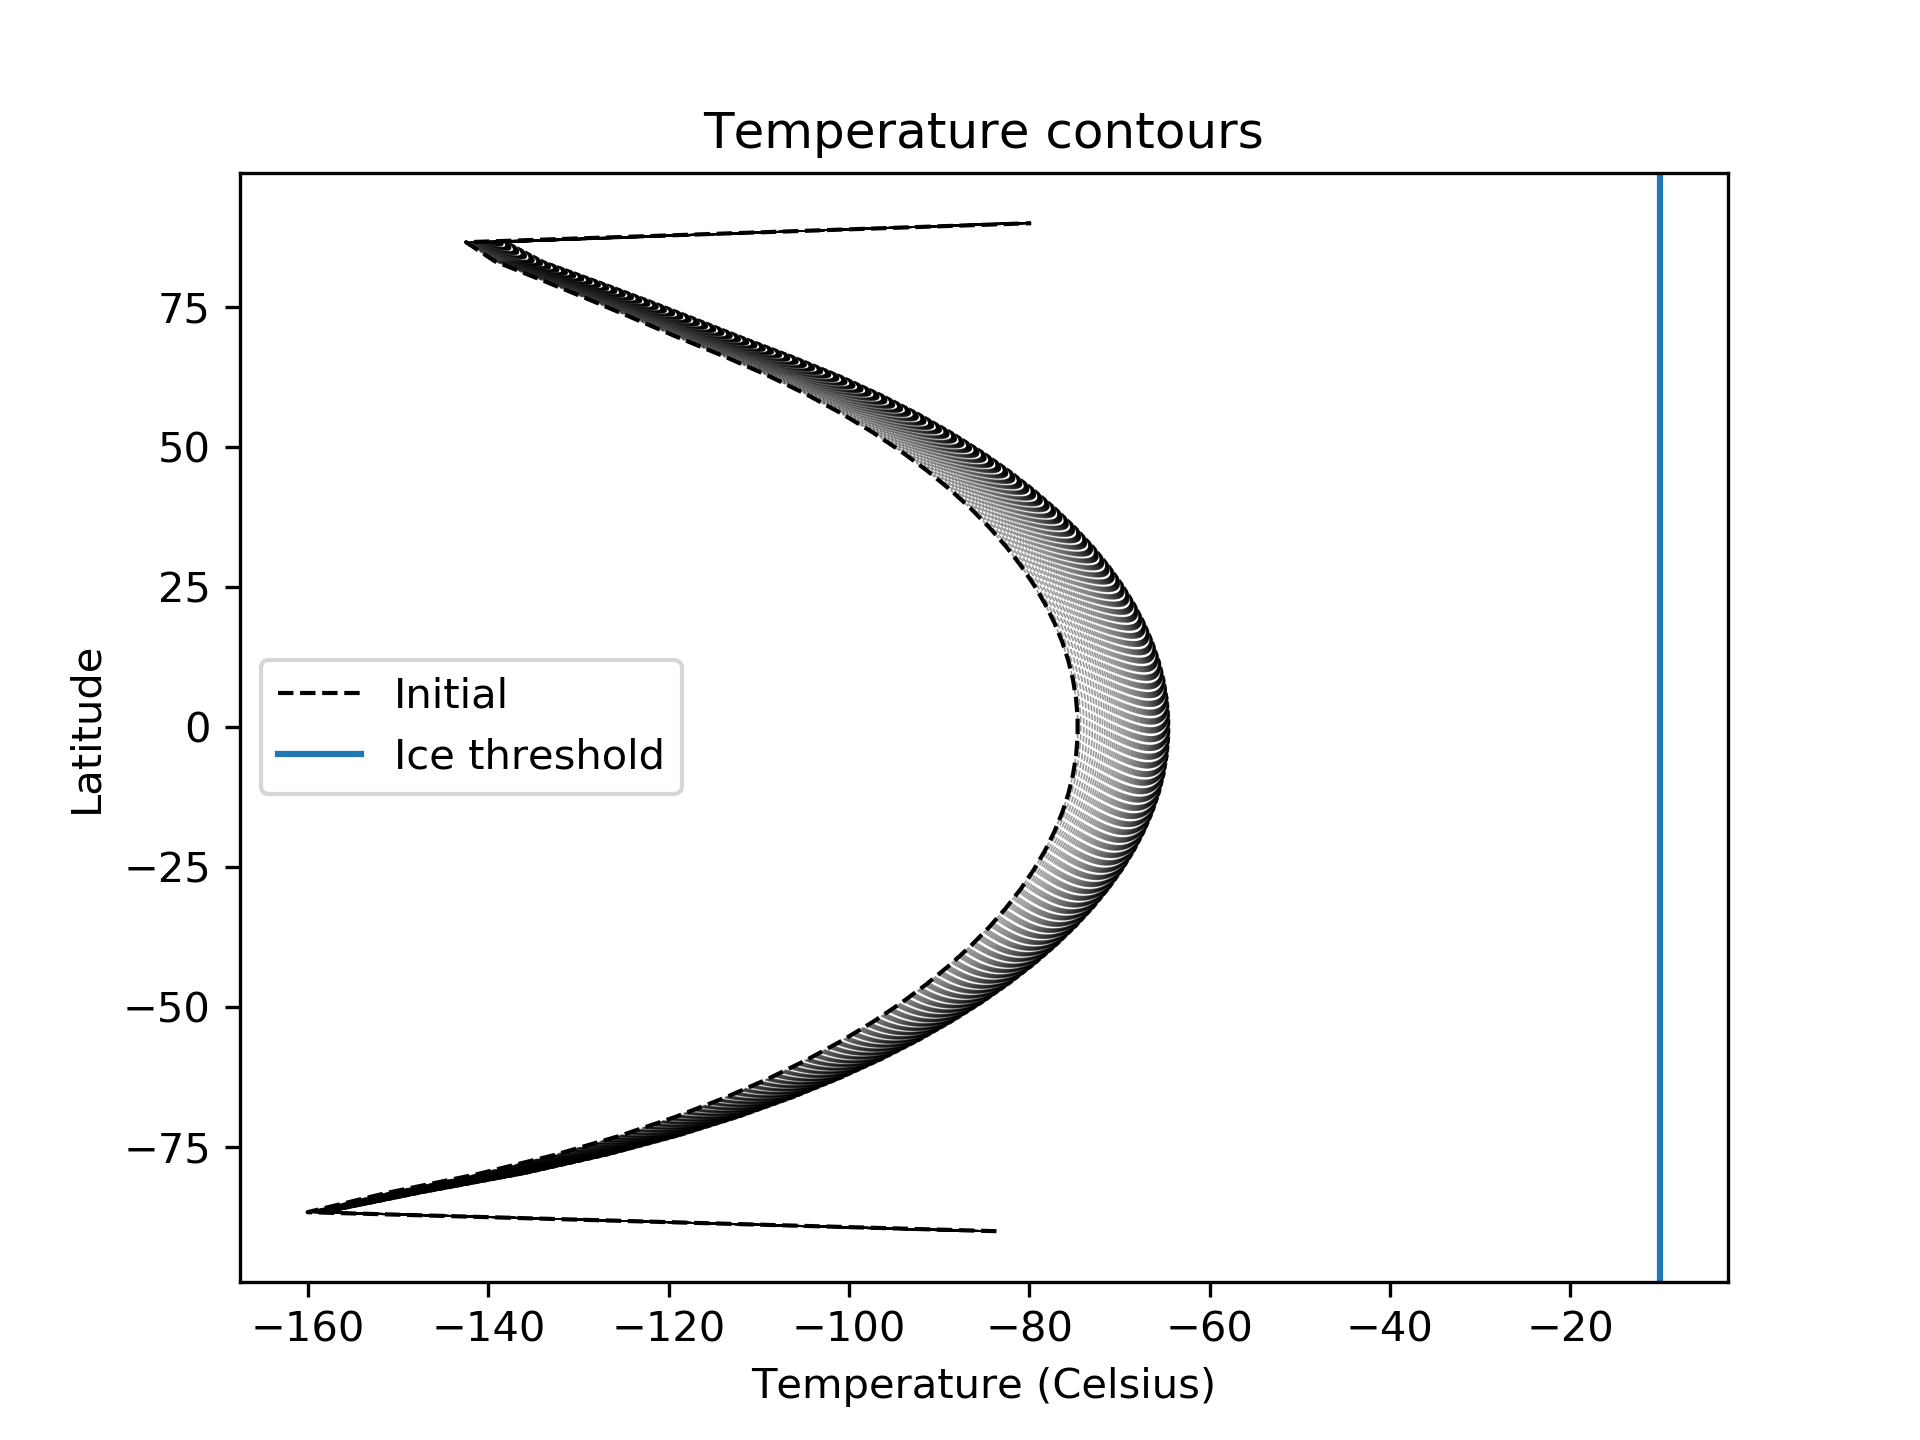 Temperature contours
75
50
25
0
−25
−50
−75
Latitude
Initial
Ice threshold
−160 −140 −120 −100 −80 −60 −40 −20
Temperature (Celsius)